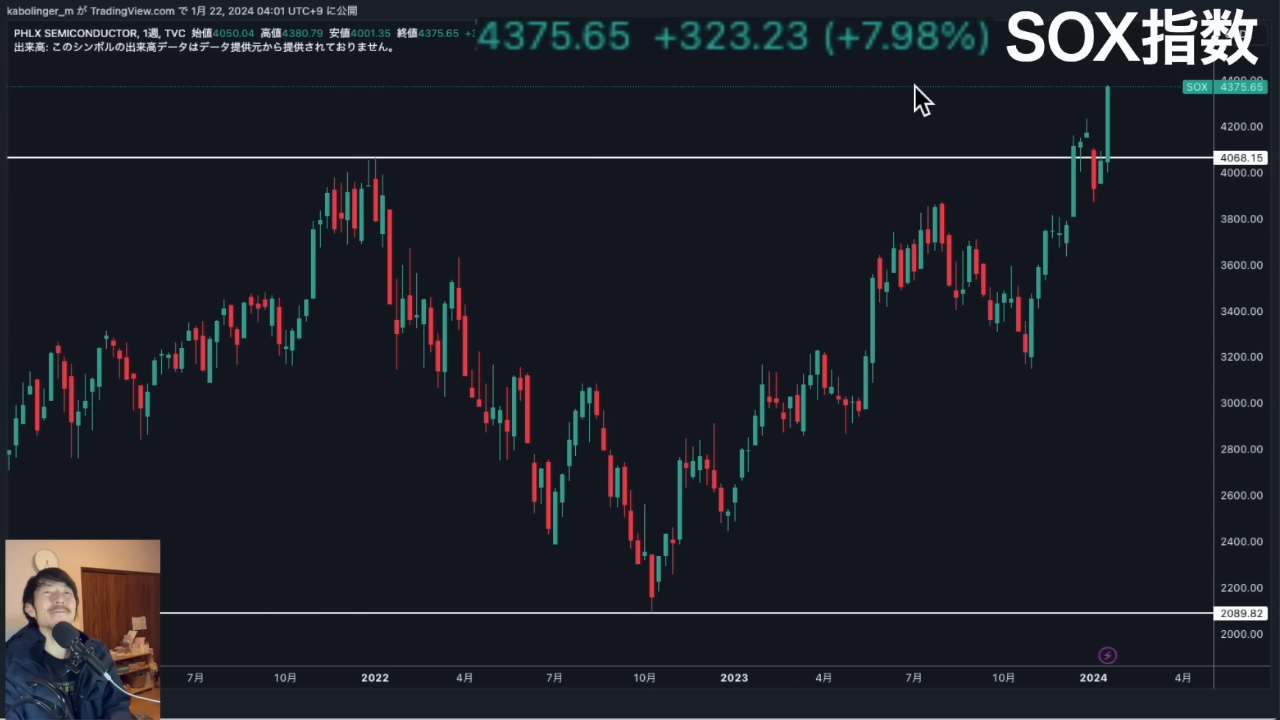 kabolinger_m が TradingView.com で 1月 22, 2024 04:01 UTC+9 に公開
PHLX SEMICONDUCTOR, 1週, TVC 始値4050.04 高値4380.79 安値4001.35 終値4375.65
出来高: このシンボルの出来高データはデータ提供元から提供されておりません。
4375.65 +323.23 (+7.98%)
SOX指数
SOX 4375.65
4200.00
4068.15
4000.00
3800.00
3600.00
3400.00
3200.00
3000.00
2800.00
2600.00
2400.00
2200.00
2089.82
2000.00
7月 10月 2022 4月 7月 10月 2023 4月 7月 10月 2024 4月